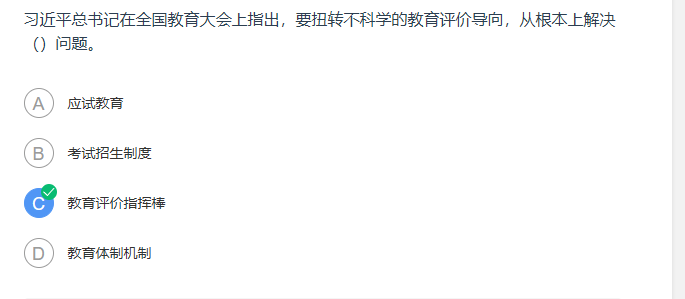 习近平总书记在全国教育大会上指出，要扭转不科学的教育评价导向，从根本上解决
（）问题。
A 应试教育
B 考试招生制度
C 教育评价指挥棒
D 教育体制机制